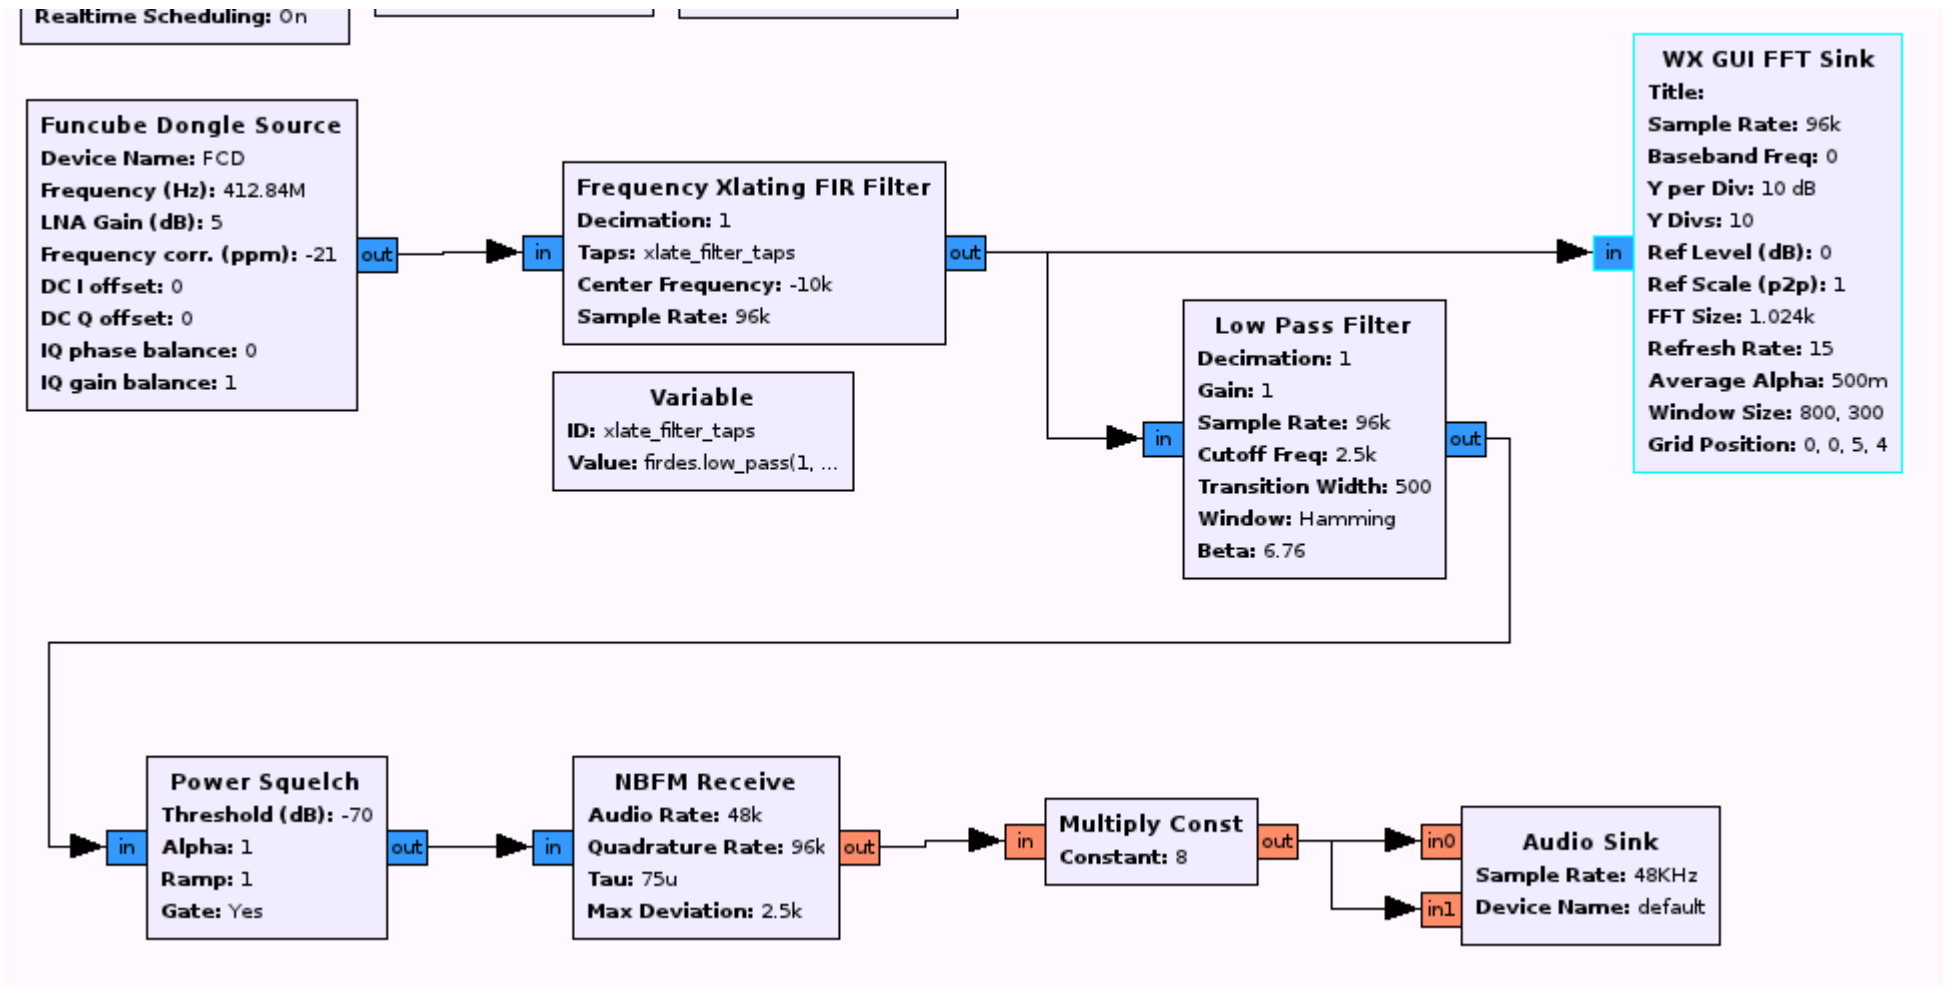 Realtime Scheduling: On
Funcube Dongle Source
Device Name: FCD
Frequency (Hz): 412.84M
LNA Gain (dB): 5
Frequency corr. (ppm): -21
DC I offset: 0
DC Q offset: 0
IQ phase balance: 0
IQ gain balance: 1
out
in
Frequency Xlating FIR Filter
Decimation: 1
Taps: xlate_filter_taps
Center Frequency: -10k
Sample Rate: 96k
out
Variable
ID: xlate_filter_taps
Value: firdes.low_pass(1, ...
in
Low Pass Filter
Decimation: 1
Gain: 1
Sample Rate: 96k
Cutoff Freq: 2.5k
Transition Width: 500
Window: Hamming
Beta: 6.76
out
in
WX GUI FFT Sink
Title:
Sample Rate: 96k
Baseband Freq: 0
Y per Div: 10 dB
Y Divs: 10
Ref Level (dB): 0
Ref Scale (p2p): 1
FFT Size: 1.024k
Refresh Rate: 15
Average Alpha: 500m
Window Size: 800, 300
Grid Position: 0, 0, 5, 4
in
Power Squelch
Threshold (dB): -70
Alpha: 1
Ramp: 1
Gate: Yes
out
in
NBFM Receive
Audio Rate: 48k
Quadrature Rate: 96k
Tau: 75u
Max Deviation: 2.5k
out
in
Multiply Const
Constant: 8
out
in0
in1
Audio Sink
Sample Rate: 48KHz
Device Name: default